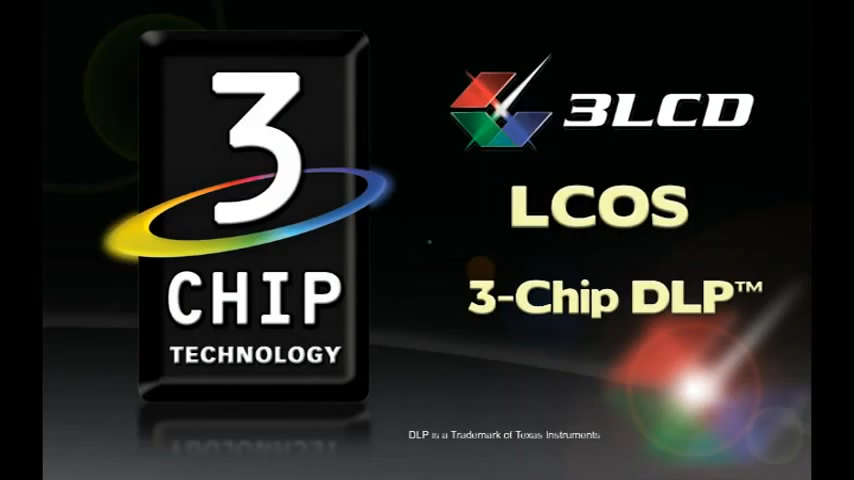 3
CHIP
TECHNOLOGY
3LCD
LCOS
3-Chip DLP™
DLP is a Trademark of Texas Instruments